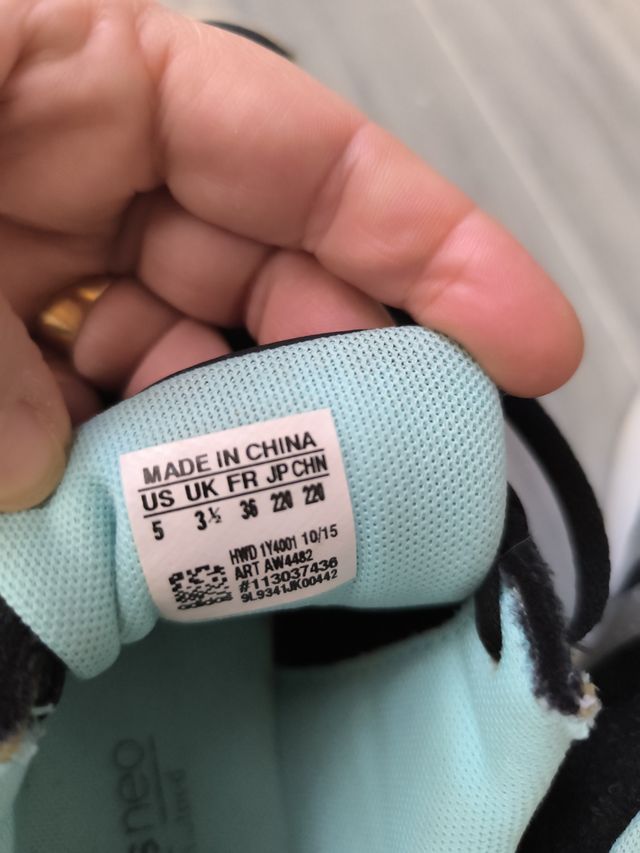 MADE IN CHINA
US UK FR JP CHN
5 3½ 36 220 220
HWD 1Y4001 10/15
ART AW4482
#113037436
9L9341JK00442
neo